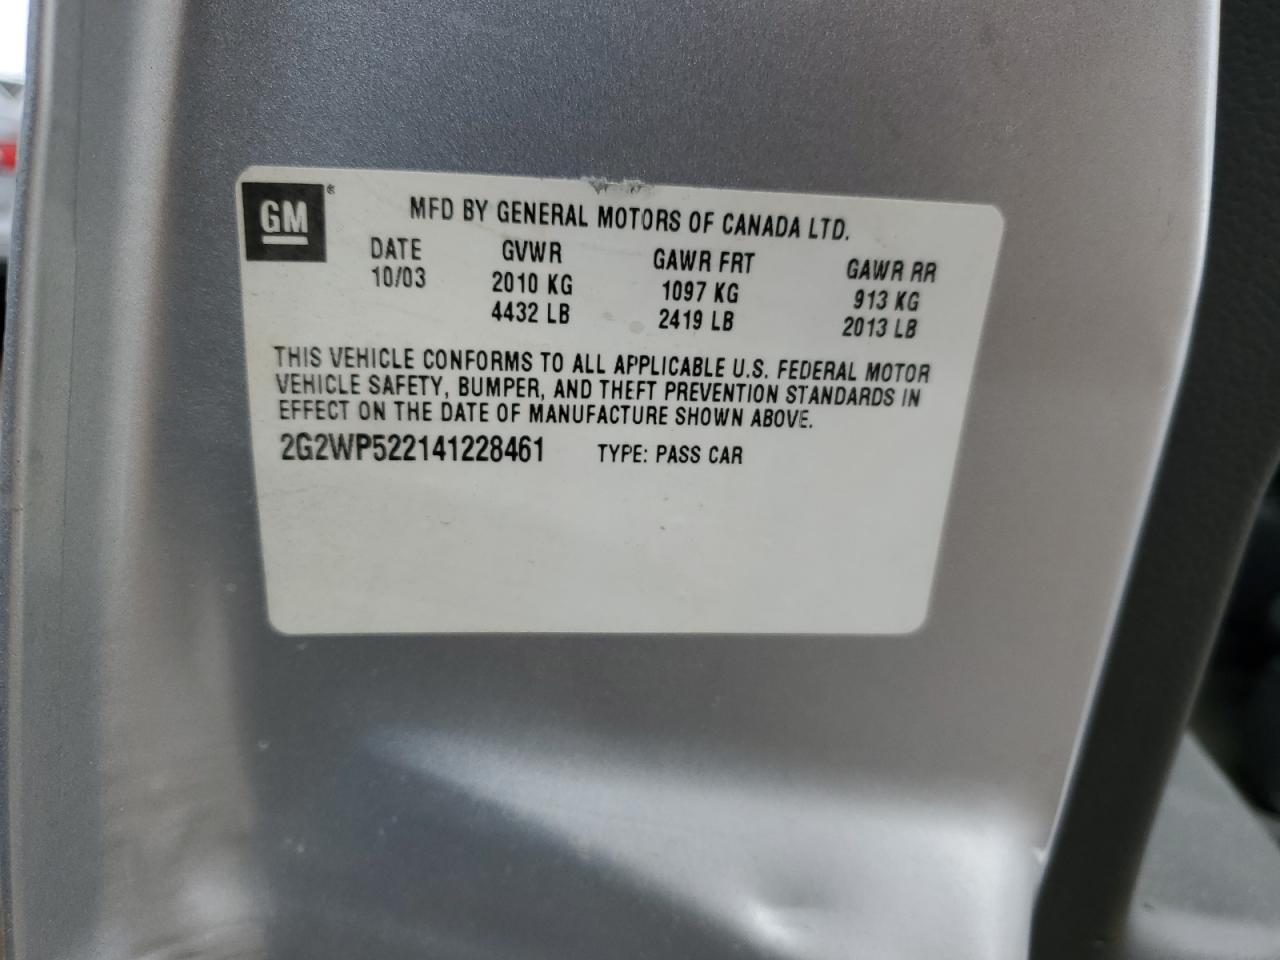 GM®
MFD BY GENERAL MOTORS OF CANADA LTD.
DATE GVWR GAWR FRT GAWR RR
10/03 2010 KG 1097 KG 913 KG
4432 LB 2419 LB 2013 LB
THIS VEHICLE CONFORMS TO ALL APPLICABLE U.S. FEDERAL MOTOR
VEHICLE SAFETY, BUMPER, AND THEFT PREVENTION STANDARDS IN
EFFECT ON THE DATE OF MANUFACTURE SHOWN ABOVE.
2G2WP522141228461 TYPE: PASS CAR